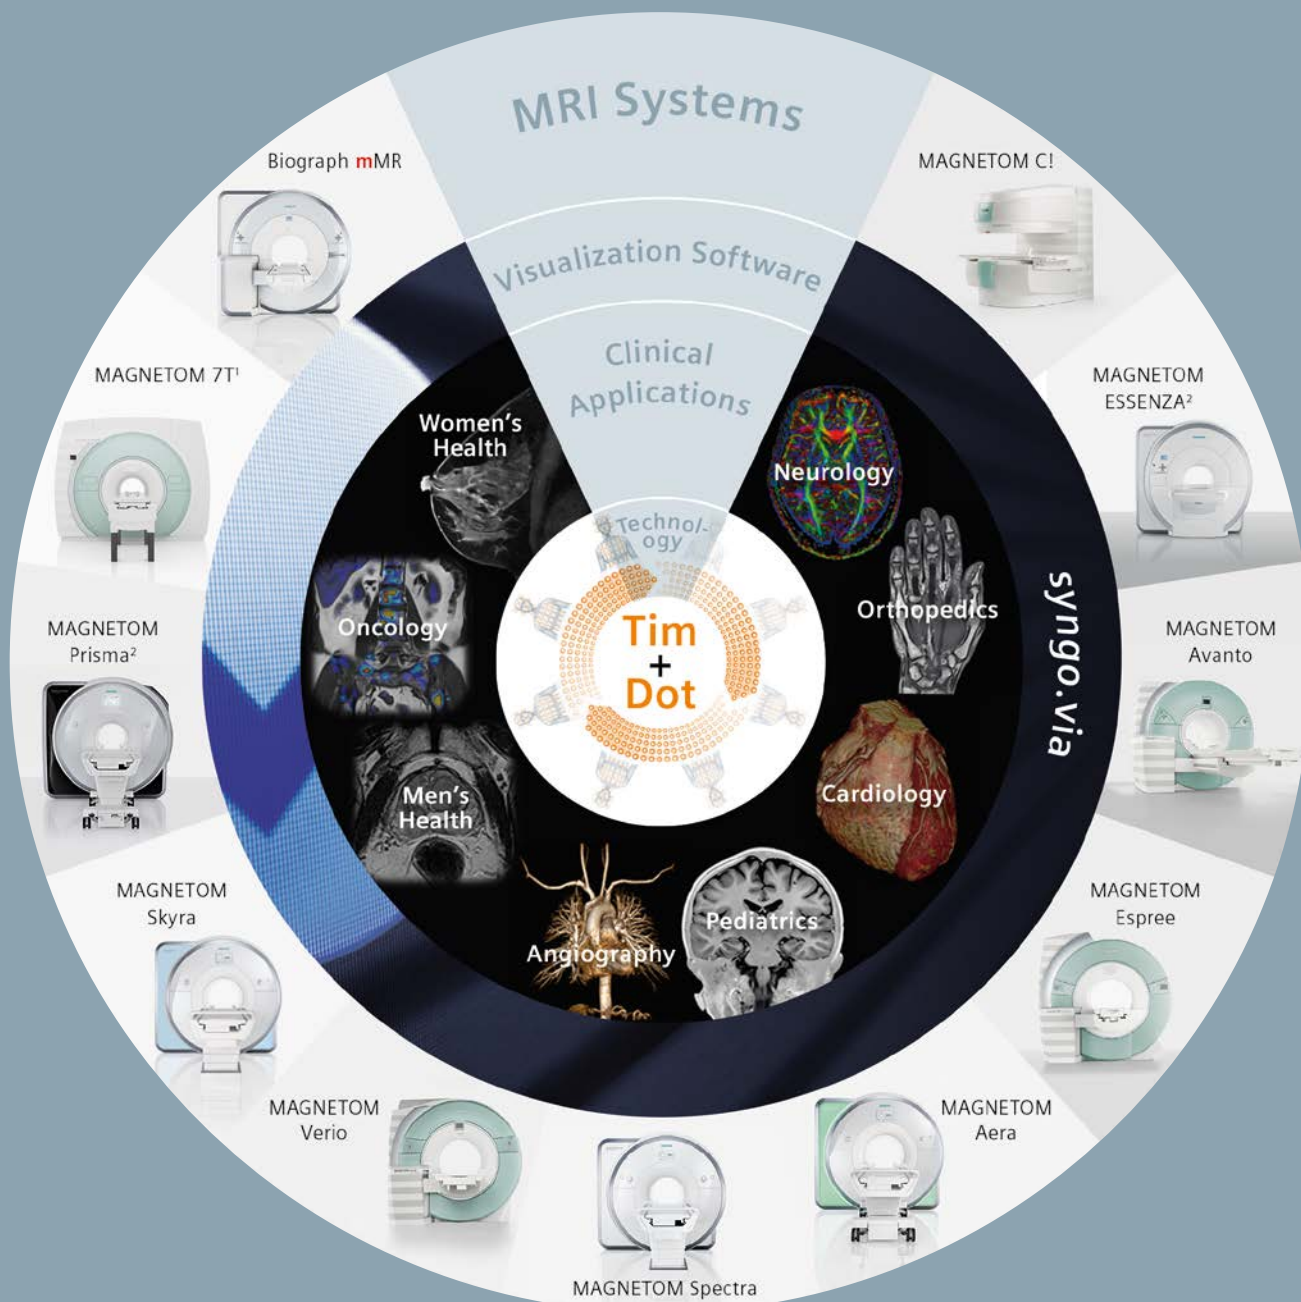 MRI Systems
Visualization Software
Clinical
Applications
Technol-
ogy
Tim
+
Dot
Biograph mMR
MAGNETOM C!
MAGNETOM
ESSENZA²
MAGNETOM
Avanto
MAGNETOM
Espree
MAGNETOM
Aera
MAGNETOM Spectra
MAGNETOM
Verio
MAGNETOM
Skyra
MAGNETOM
Prisma²
MAGNETOM 7T¹
syngo.via
Neurology
Orthopedics
Cardiology
Pediatrics
Angiography
Men's
Health
Oncology
Women's
Health